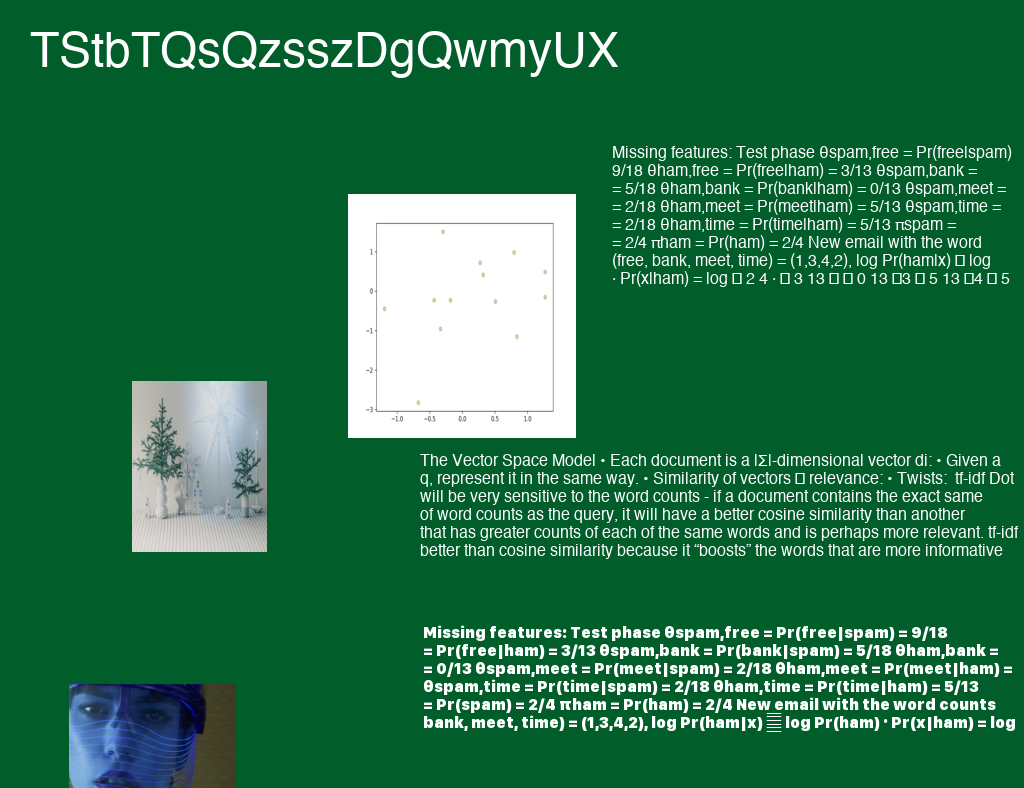 TStbTQsQzsszDgQwmyUX
Missing features: Test phase θspam,free = Pr(free|spam)
9/18 θham,free = Pr(free|ham) = 3/13 θspam,bank =
= 5/18 θham,bank = Pr(bank|ham) = 0/13 θspam,meet =
= 2/18 θham,meet = Pr(meet|ham) = 5/13 θspam,time =
= 2/18 θham,time = Pr(time|ham) = 5/13 πspam =
= 2/4 πham = Pr(ham) = 2/4 New email with the word
(free, bank, meet, time) = (1,3,4,2), log Pr(ham|x) □ log
· Pr(x|ham) = log □ 2 4 · □ 3 13 □ □ 0 13 □3 □ 5 13 □4 □ 5
1
0
−1
−2
−3
−1.0 −0.5 0.0 0.5 1.0
The Vector Space Model • Each document is a |Σ|-dimensional vector di: • Given a
q, represent it in the same way. • Similarity of vectors □ relevance: • Twists: tf-idf Dot
will be very sensitive to the word counts - if a document contains the exact same
of word counts as the query, it will have a better cosine similarity than another
that has greater counts of each of the same words and is perhaps more relevant. tf-idf
better than cosine similarity because it “boosts” the words that are more informative
Missing features: Test phase θspam,free = Pr(free|spam) = 9/18
= Pr(free|ham) = 3/13 θspam,bank = Pr(bank|spam) = 5/18 θham,bank =
= 0/13 θspam,meet = Pr(meet|spam) = 2/18 θham,meet = Pr(meet|ham) =
θspam,time = Pr(time|spam) = 2/18 θham,time = Pr(time|ham) = 5/13
= Pr(spam) = 2/4 πham = Pr(ham) = 2/4 New email with the word counts
bank, meet, time) = (1,3,4,2), log Pr(ham|x) □ log Pr(ham) · Pr(x|ham) = log